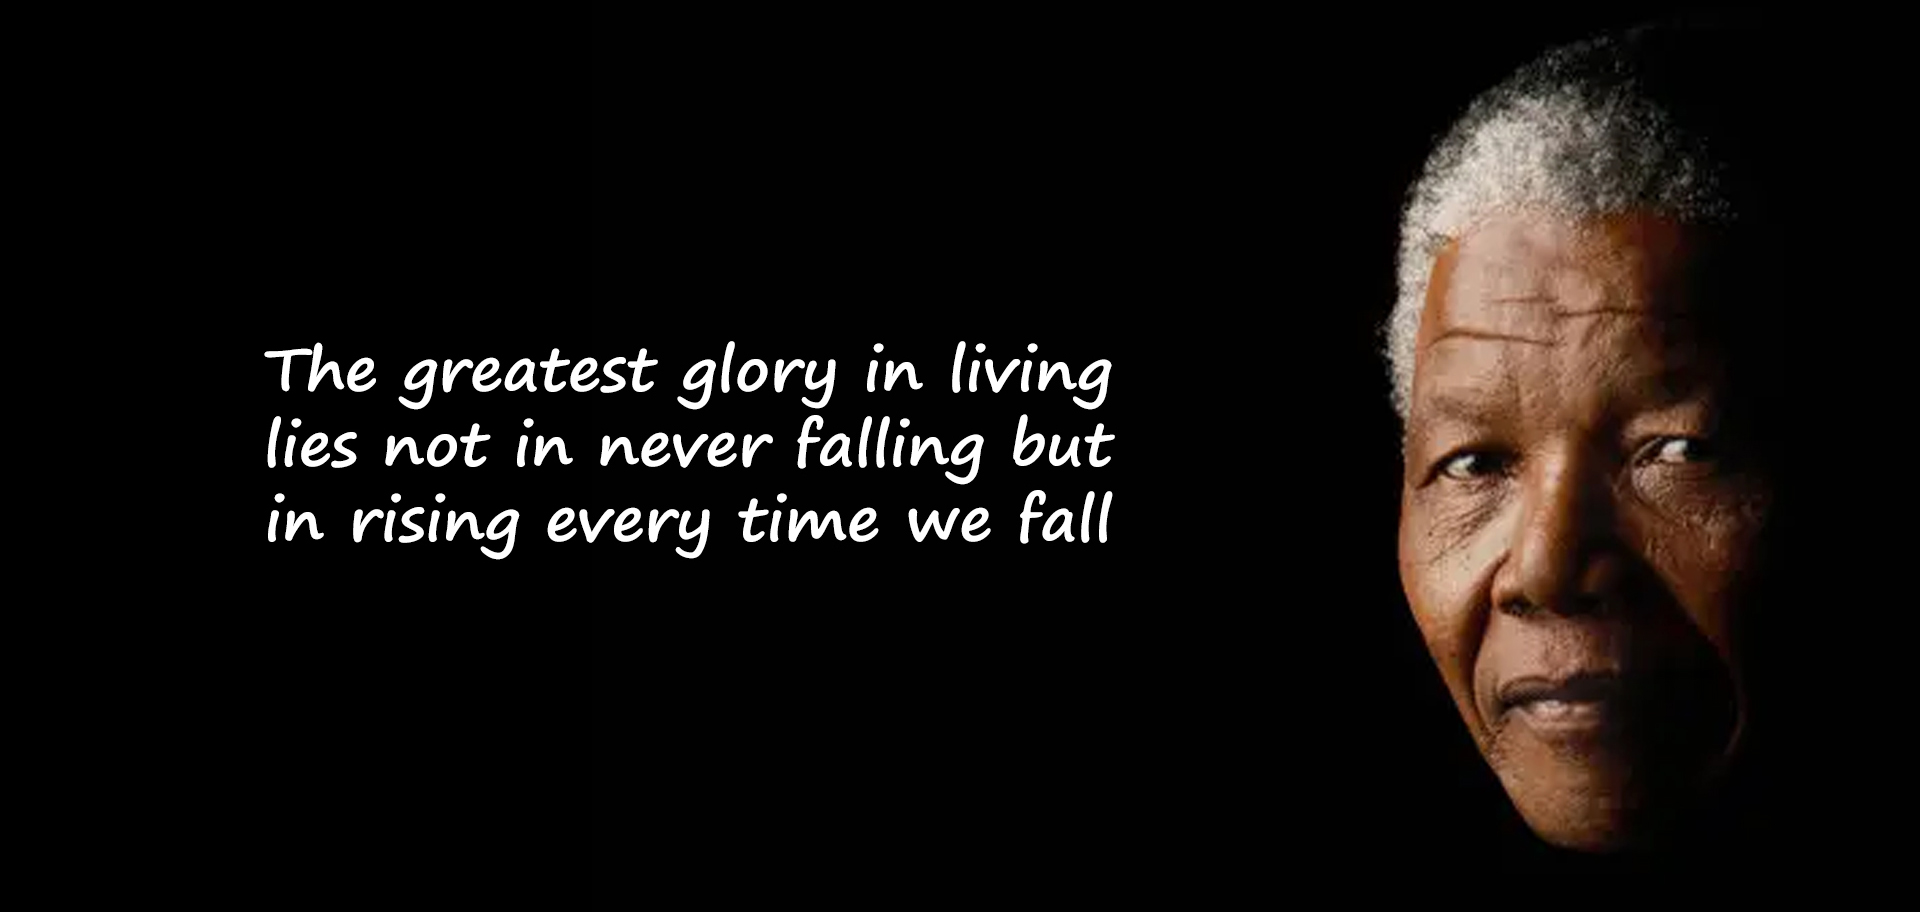 The greatest glory in living
lies not in never falling but
in rising every time we fall